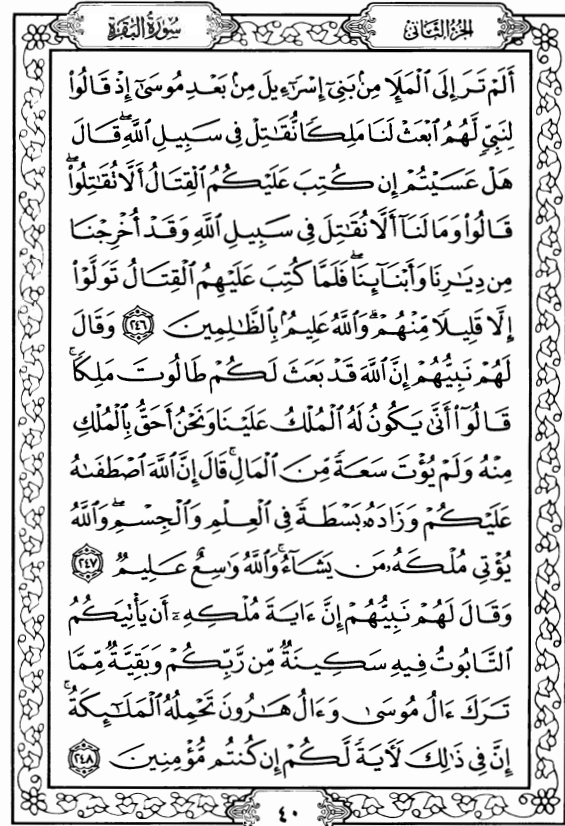 الجزء الثاني
سورة البقرة
أَلَمْ تَرَ إِلَى ٱلْمَلَإِ مِنۢ بَنِىٓ إِسْرَٰٓءِيلَ مِنۢ بَعْدِ مُوسَىٰٓ إِذْ قَالُوا۟
لِنَبِىٍّ لَّهُمُ ٱبْعَثْ لَنَا مَلِكًا نُّقَٰتِلْ فِى سَبِيلِ ٱللَّهِ ۖ قَالَ
هَلْ عَسَيْتُمْ إِن كُتِبَ عَلَيْكُمُ ٱلْقِتَالُ أَلَّا تُقَٰتِلُوا۟ ۖ
قَالُوا۟ وَمَا لَنَآ أَلَّا نُقَٰتِلَ فِى سَبِيلِ ٱللَّهِ وَقَدْ أُخْرِجْنَا
مِن دِيَٰرِنَا وَأَبْنَآئِنَا ۖ فَلَمَّا كُتِبَ عَلَيْهِمُ ٱلْقِتَالُ تَوَلَّوْا۟
إِلَّا قَلِيلًا مِّنْهُمْ ۗ وَٱللَّهُ عَلِيمٌۢ بِٱلظَّٰلِمِينَ ٢٤٦ وَقَالَ
لَهُمْ نَبِيُّهُمْ إِنَّ ٱللَّهَ قَدْ بَعَثَ لَكُمْ طَالُوتَ مَلِكًا ۚ
قَالُوٓا۟ أَنَّىٰ يَكُونُ لَهُ ٱلْمُلْكُ عَلَيْنَا وَنَحْنُ أَحَقُّ بِٱلْمُلْكِ
مِنْهُ وَلَمْ يُؤْتَ سَعَةً مِّنَ ٱلْمَالِ ۚ قَالَ إِنَّ ٱللَّهَ ٱصْطَفَىٰهُ
عَلَيْكُمْ وَزَادَهُۥ بَسْطَةً فِى ٱلْعِلْمِ وَٱلْجِسْمِ ۖ وَٱللَّهُ
يُؤْتِى مُلْكَهُۥ مَن يَشَآءُ ۚ وَٱللَّهُ وَٰسِعٌ عَلِيمٌ ٢٤٧
وَقَالَ لَهُمْ نَبِيُّهُمْ إِنَّ ءَايَةَ مُلْكِهِۦٓ أَن يَأْتِيَكُمُ
ٱلتَّابُوتُ فِيهِ سَكِينَةٌ مِّن رَّبِّكُمْ وَبَقِيَّةٌ مِّمَّا
تَرَكَ ءَالُ مُوسَىٰ وَءَالُ هَٰرُونَ تَحْمِلُهُ ٱلْمَلَٰٓئِكَةُ ۚ
إِنَّ فِى ذَٰلِكَ لَءَايَةً لَّكُمْ إِن كُنتُم مُّؤْمِنِينَ ٢٤٨
٤٠